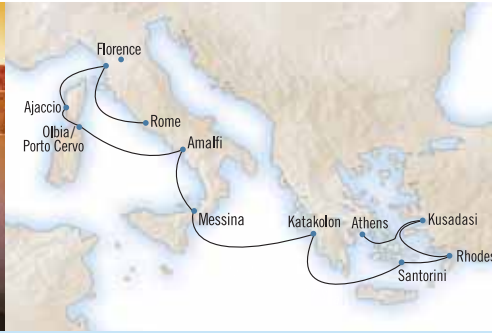 Florence
Ajaccio
Olbia/
Porto Cervo
Rome
Amalfi
Messina
Katakolon
Athens
Kusadasi
Rhodes
Santorini